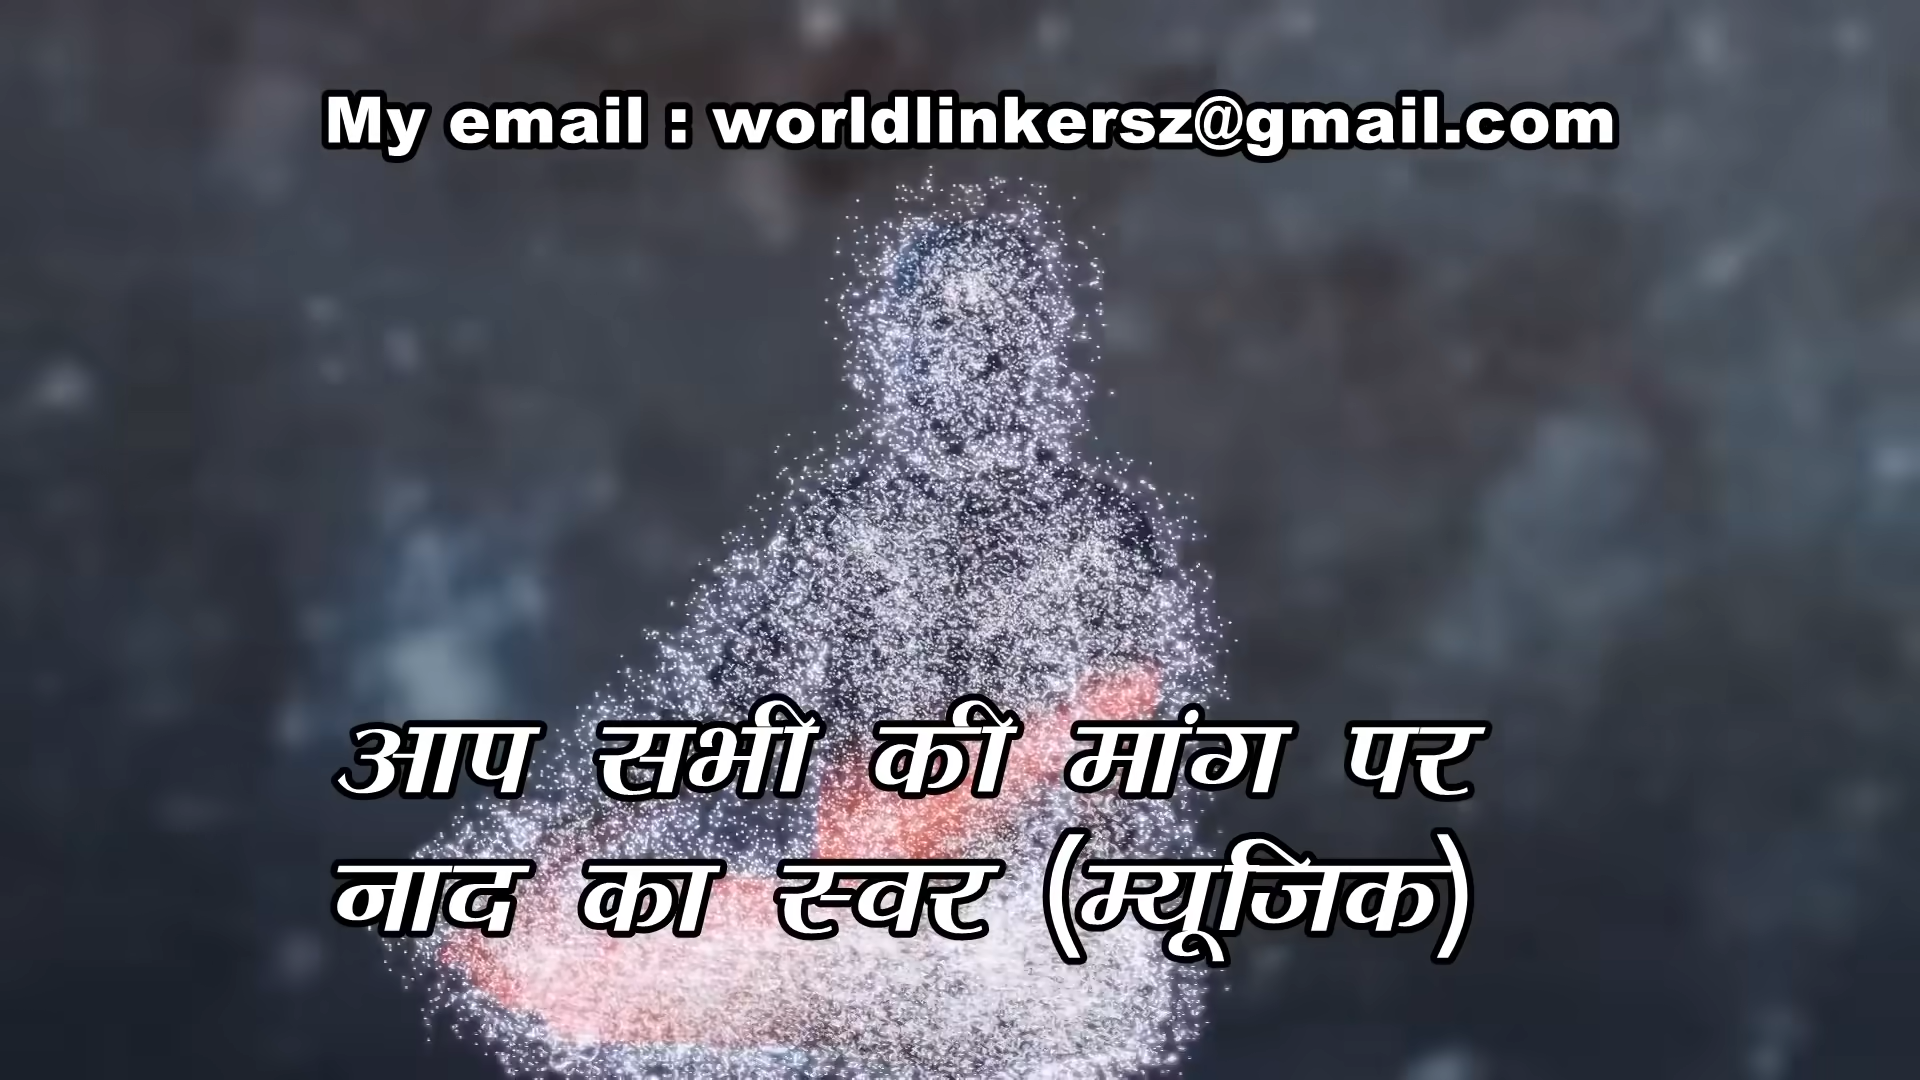 My email : worldlinkersz@gmail.com
आप सभी की मांग पर
नाद का स्वर (म्यूजिक)